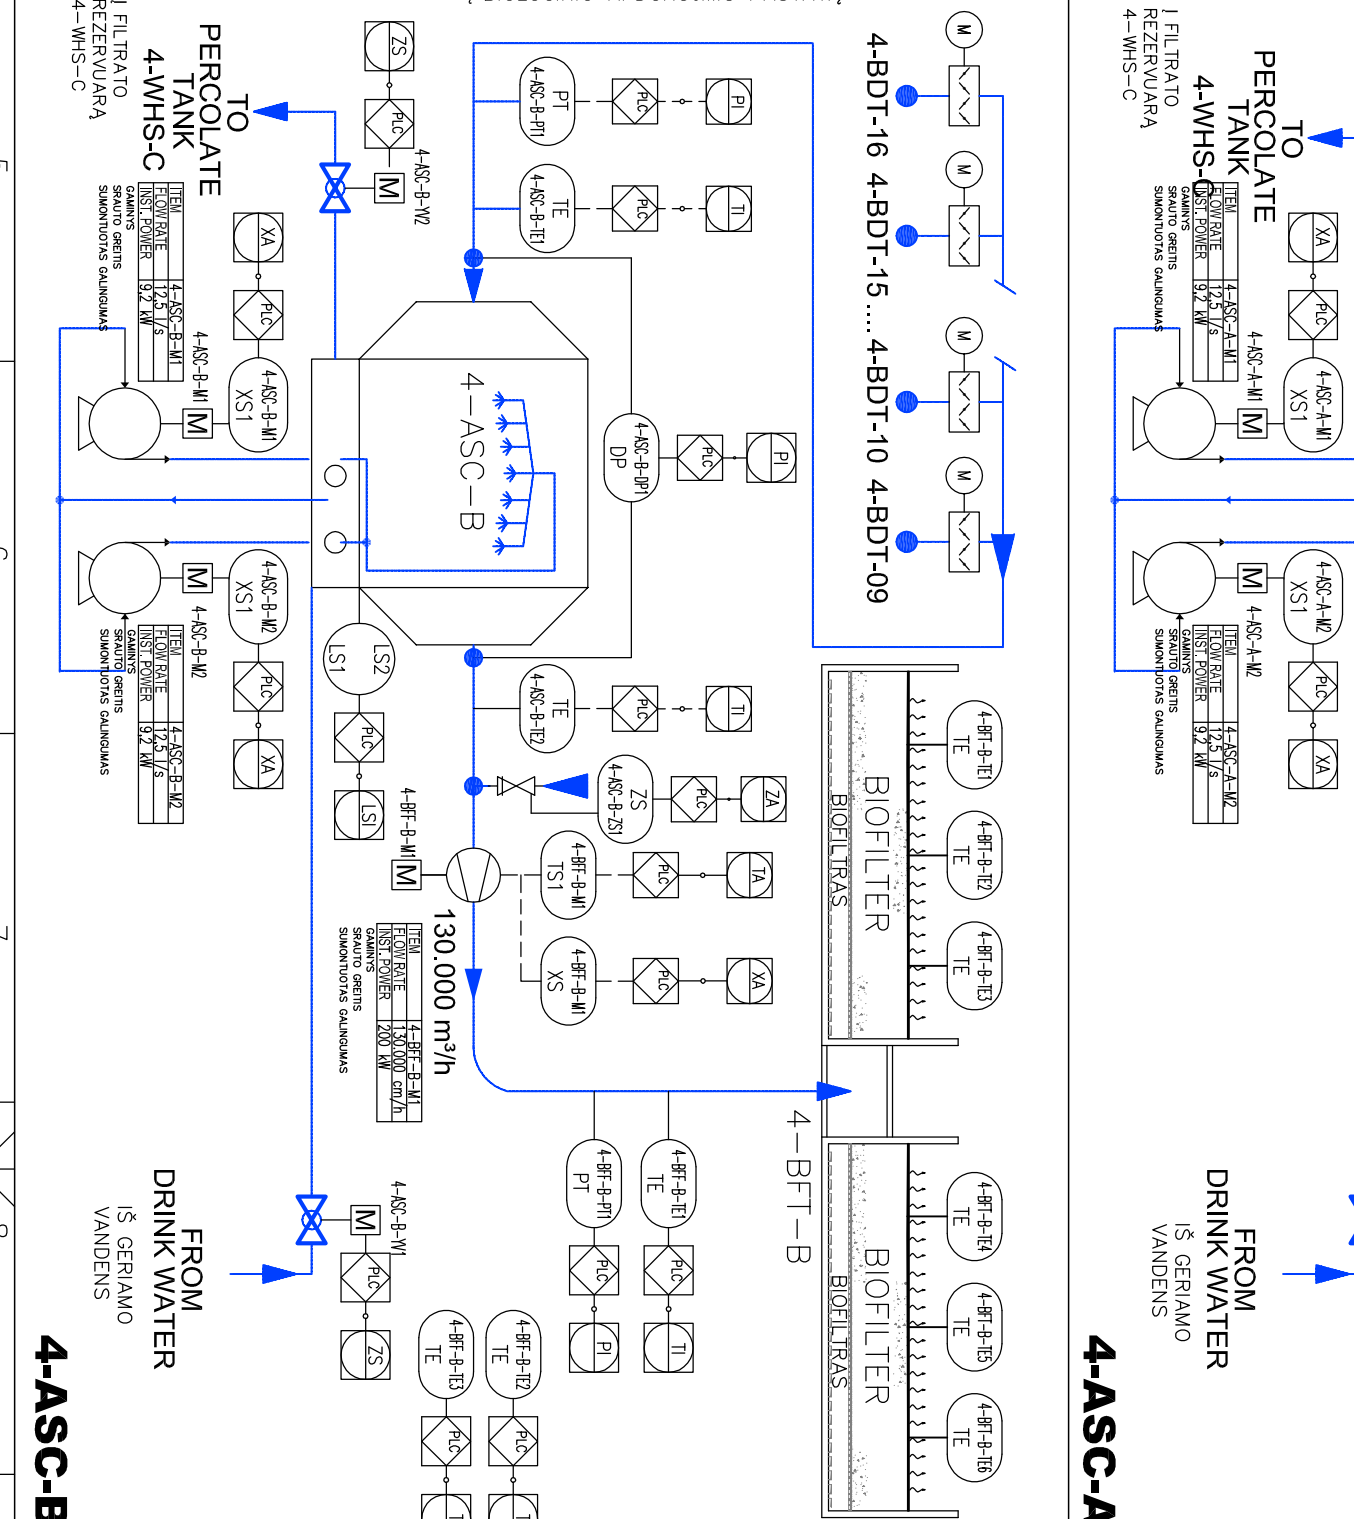 4-BDT-16 4-BDT-15 .... 4-BDT-10 4-BDT-09
M
M
M
M
PT
4-ASC-B-PT1
PLC
PI
TE
4-ASC-B-TE1
PLC
TI
ZS
PLC
4-ASC-B-YV2
M
TO
PERCOLATE
TANK
4-WHS-C
Į FILTRATO
REZERVUARĄ
4-WHS-C
ITEM 4-ASC-B-M1
FLOW RATE 12,5 l/s
INST. POWER 9,2 kW
GAMINYS
SRAUTO GREITIS
SUMONTUOTAS GALINGUMAS
XA
PLC
4-ASC-B-M1
XS1
4-ASC-B-M1
M
4-ASC-B
4-ASC-B-DP1
DP
PLC
PI
M
4-ASC-B-M2
4-ASC-B-M2
XS1
PLC
XA
ITEM 4-ASC-B-M2
FLOW RATE 12,5 l/s
INST. POWER 9,2 kW
GAMINYS
SRAUTO GREITIS
SUMONTUOTAS GALINGUMAS
LS2
LS1
PLC
LSI
TE
4-ASC-B-TE2
PLC
TI
ZS
4-ASC-B-ZS1
PLC
ZA
4-BFF-B-M1
M
4-BFF-B-M1
TS1
PLC
TA
4-BFF-B-M1
XS
PLC
XA
130.000 m³/h
ITEM 4-BFF-B-M1
FLOW RATE 130.000 cm/h
INST. POWER 200 kW
GAMINYS
SRAUTO GREITIS
SUMONTUOTAS GALINGUMAS
4-BFT-B-TE1
TE
4-BFT-B-TE2
TE
4-BFT-B-TE3
TE
BIOFILTER
BIOFILTRAS
4-BFT-B
4-BFT-B-TE4
TE
4-BFT-B-TE5
TE
4-BFT-B-TE6
TE
BIOFILTER
BIOFILTRAS
4-BFF-B-TE1
TE
PLC
TI
4-BFF-B-PT1
PT
PLC
PI
4-BFF-B-TE2
TE
PLC
4-BFF-B-TE3
TE
PLC
4-ASC-B-YV1
M
PLC
ZS
FROM
DRINK WATER
IŠ GERIAMO
VANDENS
4-ASC-B
7
TO
PERCOLATE
TANK
4-WHS-C
Į FILTRATO
REZERVUARĄ
4-WHS-C
ITEM 4-ASC-A-M1
FLOW RATE 12,5 l/s
INST. POWER 9,2 kW
GAMINYS
SRAUTO GREITIS
SUMONTUOTAS GALINGUMAS
XA
PLC
4-ASC-A-M1
XS1
4-ASC-A-M1
M
M
4-ASC-A-M2
4-ASC-A-M2
XS1
PLC
XA
ITEM 4-ASC-A-M2
FLOW RATE 12,5 l/s
INST. POWER 9,2 kW
GAMINYS
SRAUTO GREITIS
SUMONTUOTAS GALINGUMAS
FROM
DRINK WATER
IŠ GERIAMO
VANDENS
4-ASC-A